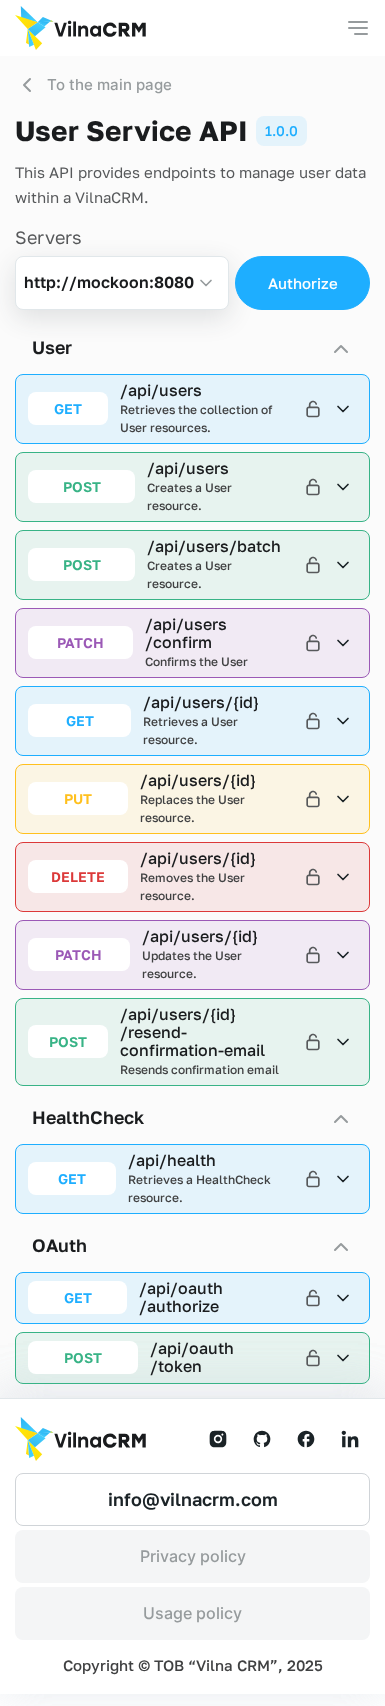 VilnaCRM
To the main page
User Service API 1.0.0
This API provides endpoints to manage user data
within a VilnaCRM.
Servers
http://mockoon:8080
Authorize
User
GET
/api/users
Retrieves the collection of
User resources.
POST
/api/users
Creates a User
resource.
POST
/api/users/batch
Creates a User
resource.
PATCH
/api/users
/confirm
Confirms the User
GET
/api/users/{id}
Retrieves a User
resource.
PUT
/api/users/{id}
Replaces the User
resource.
DELETE
/api/users/{id}
Removes the User
resource.
PATCH
/api/users/{id}
Updates the User
resource.
POST
/api/users/{id}
/resend-
confirmation-email
Resends confirmation email
HealthCheck
GET
/api/health
Retrieves a HealthCheck
resource.
OAuth
GET
/api/oauth
/authorize
POST
/api/oauth
/token
VilnaCRM
info@vilnacrm.com
Privacy policy
Usage policy
Copyright © ТОВ “Vilna CRM”, 2025